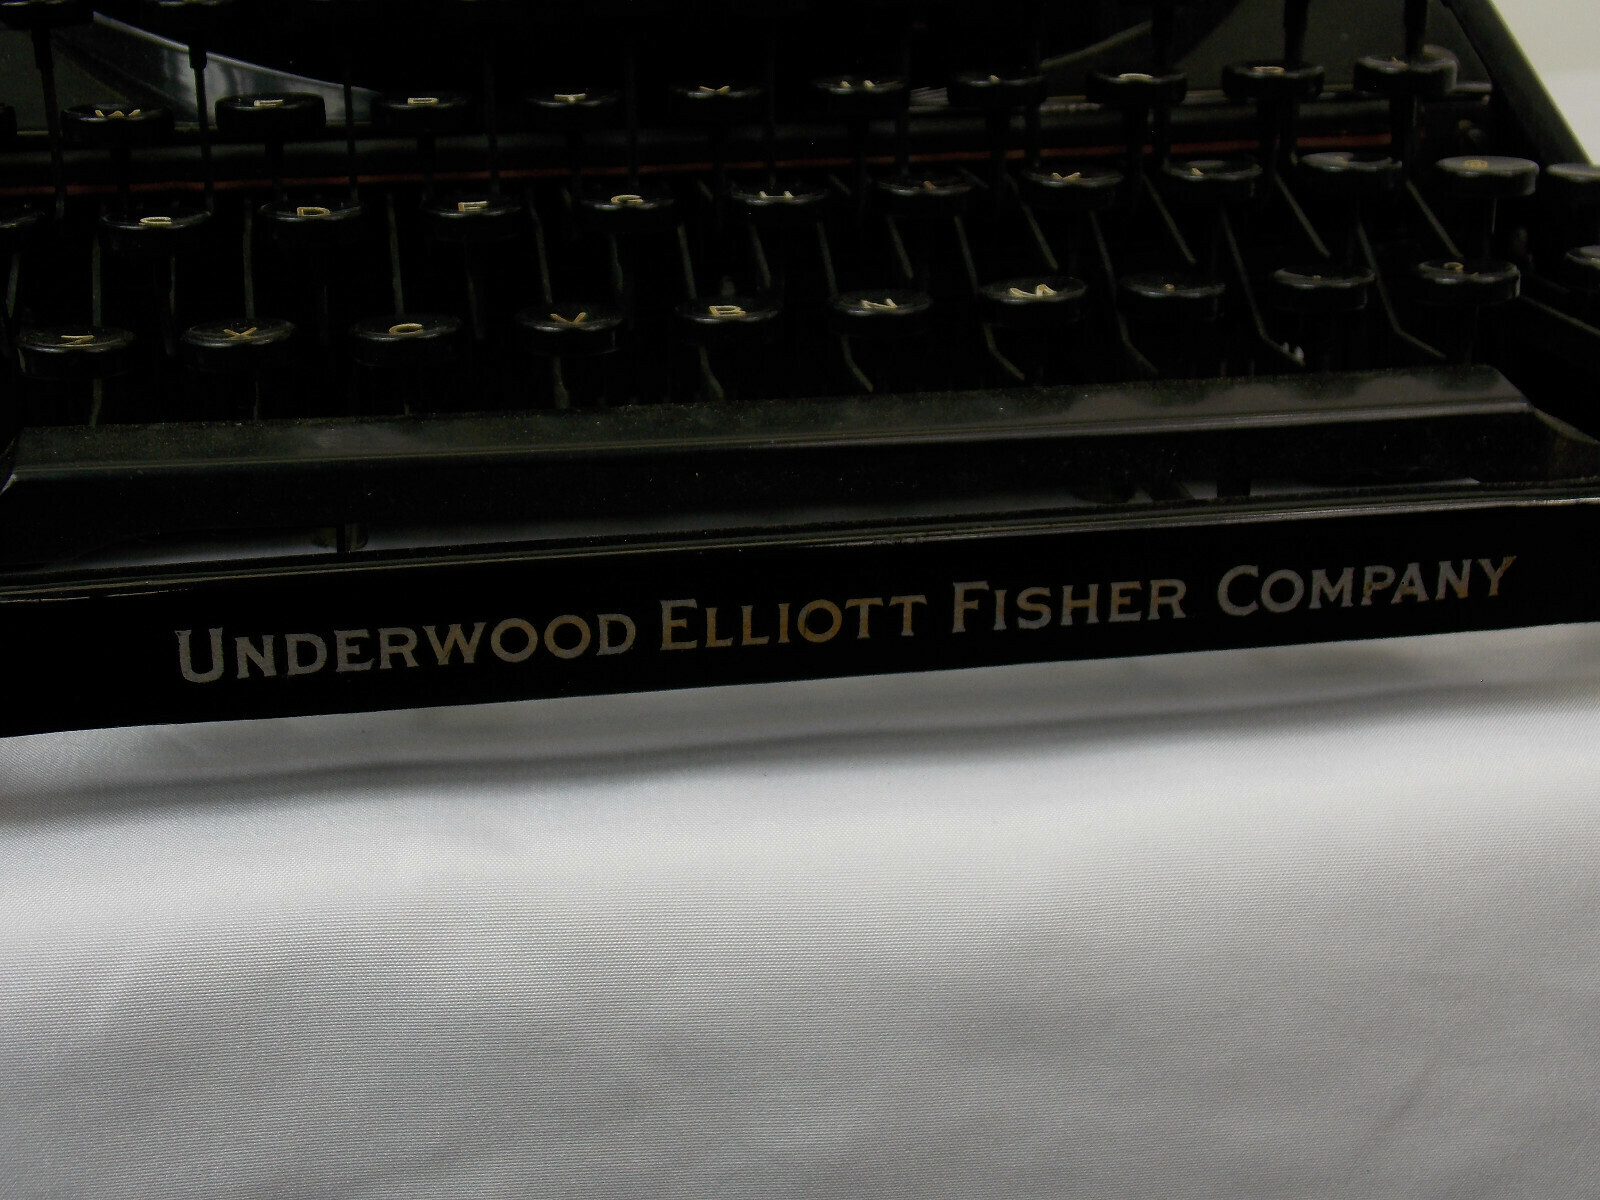 W E R T Y U I O P
S D F G H J K L
Z X C V B N M
UNDERWOOD ELLIOTT FISHER COMPANY